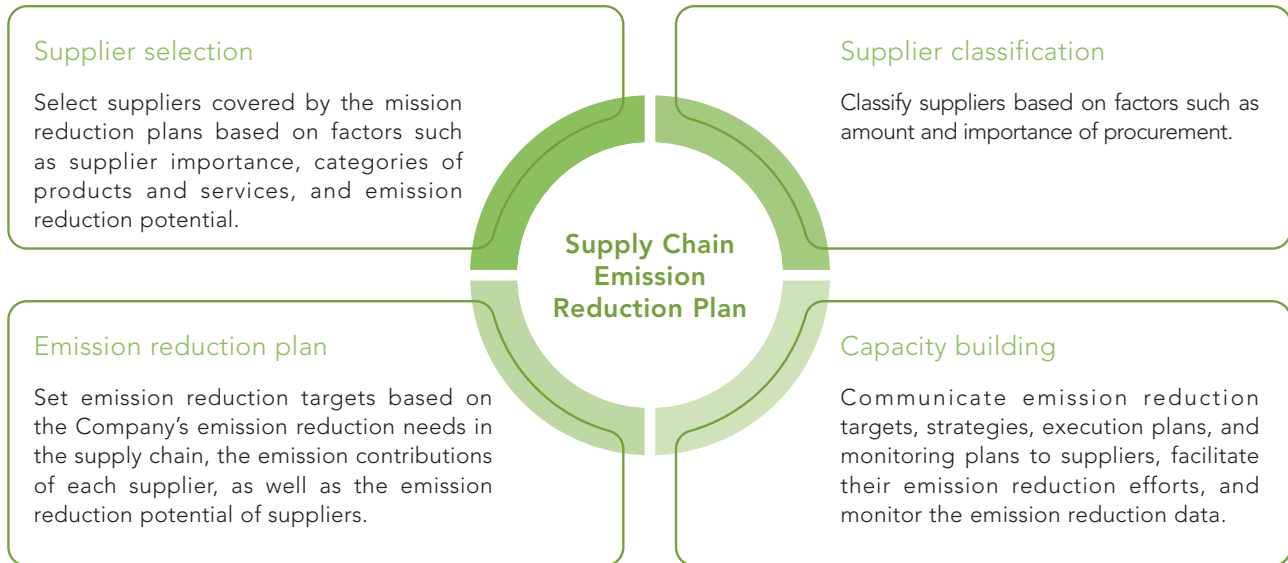 Supplier selection
Select suppliers covered by the mission
reduction plans based on factors such
as supplier importance, categories of
products and services, and emission
reduction potential.
Supplier classification
Classify suppliers based on factors such as
amount and importance of procurement.
Supply Chain
Emission
Reduction Plan
Emission reduction plan
Set emission reduction targets based on
the Company's emission reduction needs in
the supply chain, the emission contributions
of each supplier, as well as the emission
reduction potential of suppliers.
Capacity building
Communicate emission reduction
targets, strategies, execution plans, and
monitoring plans to suppliers, facilitate
their emission reduction efforts, and
monitor the emission reduction data.